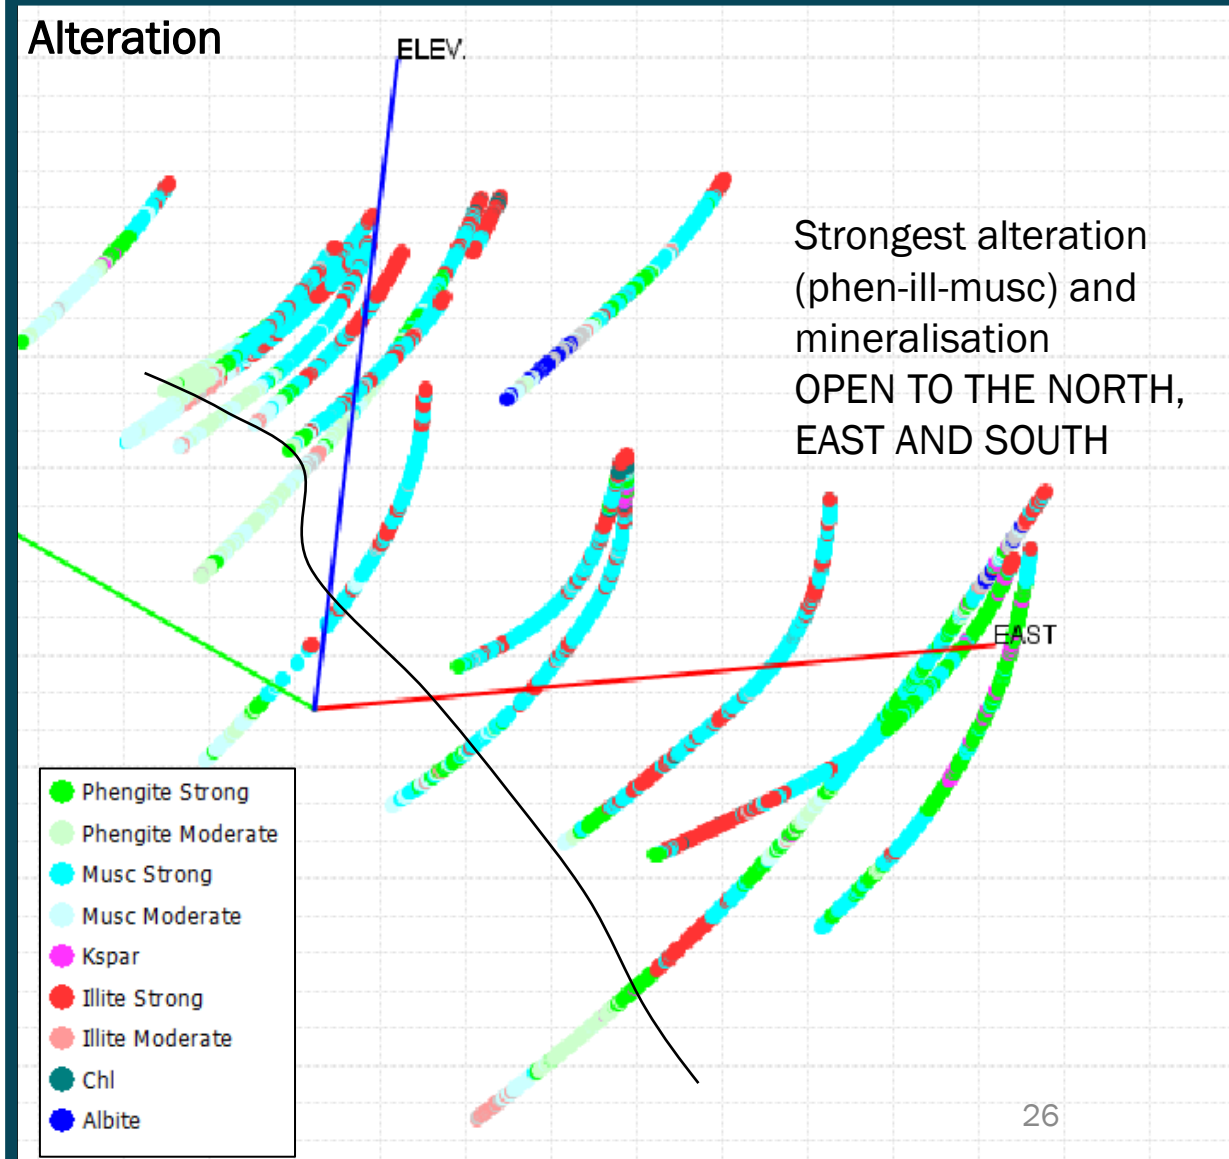 Alteration
ELEV.
Strongest alteration
(phen-ill-musc) and
mineralisation
OPEN TO THE NORTH,
EAST AND SOUTH
EAST
Phengite Strong
Phengite Moderate
Musc Strong
Musc Moderate
Kspar
Illite Strong
Illite Moderate
Chl
Albite
26